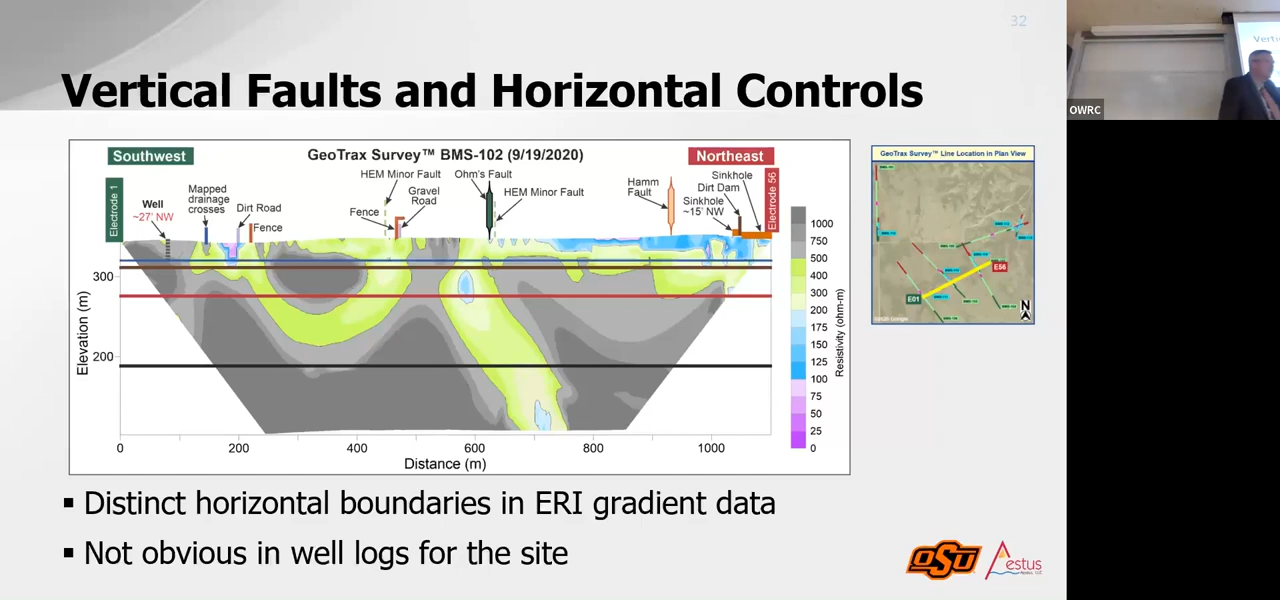 32
Vertical Faults and Horizontal Controls
OWRC
Southwest
GeoTrax Survey™ BMS-102 (9/19/2020)
Northeast
Electrode 1
Well
~27' NW
Mapped
drainage
crosses
Dirt Road
Fence
HEM Minor Fault
Fence
Gravel
Road
Ohm's Fault
HEM Minor Fault
Hamm
Fault
Sinkhole
Dirt Dam
Sinkhole
~15' NW
Electrode 56
Elevation (m)
300
200
0
200
400
600
800
1000
Distance (m)
1000
750
500
400
300
200
175
150
125
100
75
50
25
0
Resistivity (ohm-m)
GeoTrax Survey™ Line Location in Plan View
E56
E01
N
▪ Distinct horizontal boundaries in ERI gradient data
▪ Not obvious in well logs for the site
OSU
Aestus